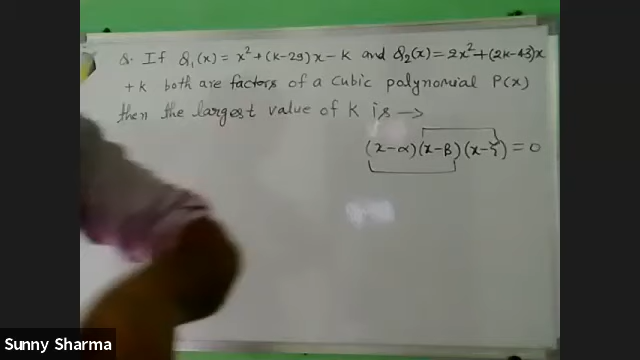 Q. If Q₁(x) = x² + (k-29)x - k and Q₂(x) = 2x² + (2k-43)x
+ k both are factors of a cubic polynomial P(x)
then the largest value of K is →
(x-α)(x-β)(x-γ) = 0
Sunny Sharma